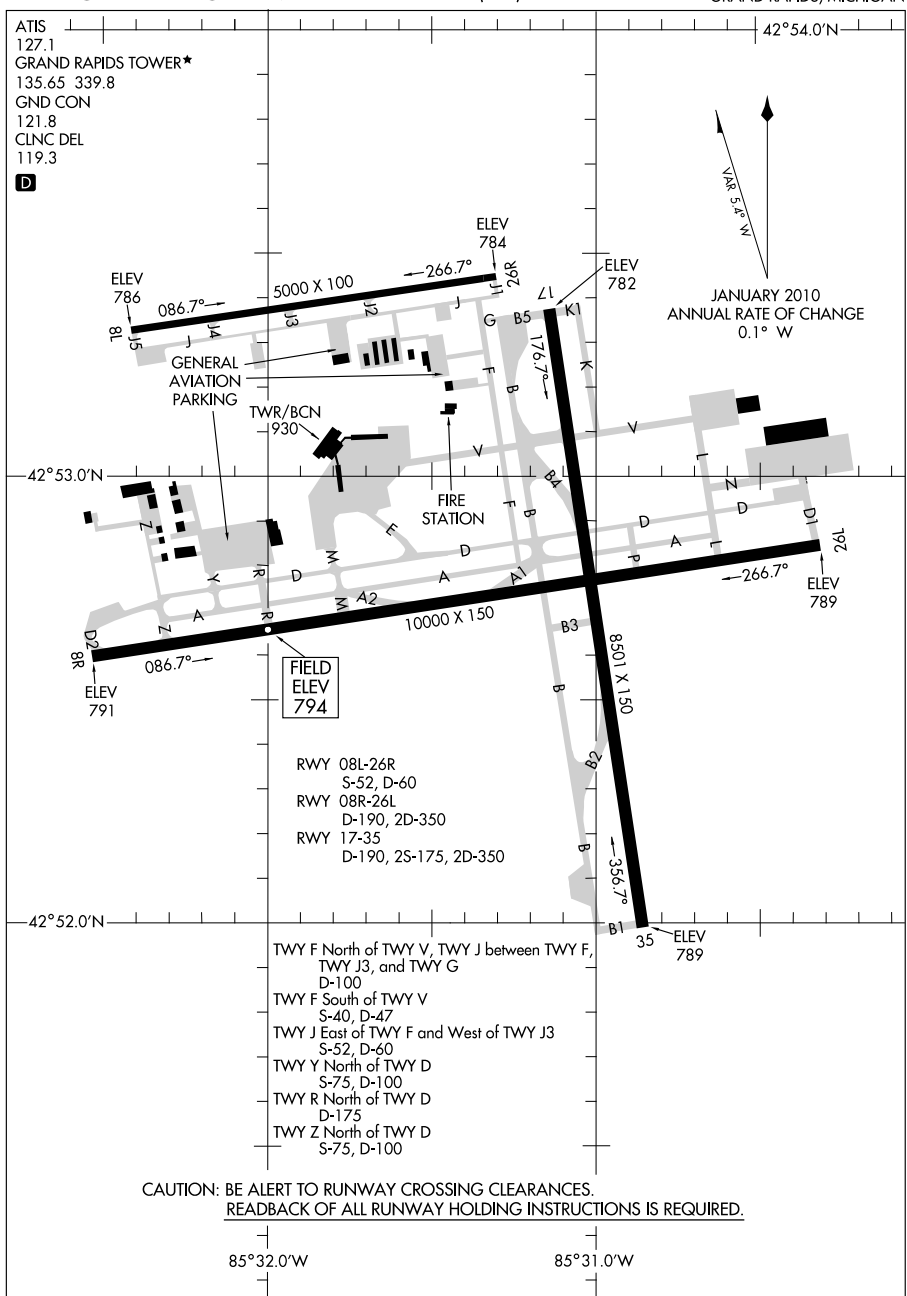 GRAND RAPIDS/MICHIGAN
ATIS
127.1
GRAND RAPIDS TOWER★
135.65 339.8
GND CON
121.8
CLNC DEL
119.3
D
42°54.0'N
VAR 5.4° W
JANUARY 2010
ANNUAL RATE OF CHANGE
0.1° W
ELEV
784
ELEV
786
ELEV
782
086.7°
5000 X 100
266.7°
8L
26R
J5
J4
J3
J2
J1
J
J
G
B5
17
K1
K
F
B
176.7°
GENERAL
AVIATION
PARKING
TWR/BCN
930
FIRE
STATION
V
V
L
42°53.0'N
B4
N
F
B
Z
E
D
D
D
D1
26L
P
A
L
Y
R
D
M
A
A1
A
Z
R
M
A2
10000 X 150
266.7°
ELEV
789
D2
8R
086.7°
ELEV
791
FIELD
ELEV
794
B3
8501 X 150
B
B2
RWY 08L-26R
S-52, D-60
RWY 08R-26L
D-190, 2D-350
RWY 17-35
D-190, 2S-175, 2D-350
B
356.7°
42°52.0'N
B1
35
ELEV
789
TWY F North of TWY V, TWY J between TWY F,
TWY J3, and TWY G
D-100
TWY F South of TWY V
S-40, D-47
TWY J East of TWY F and West of TWY J3
S-52, D-60
TWY Y North of TWY D
S-75, D-100
TWY R North of TWY D
D-175
TWY Z North of TWY D
S-75, D-100
CAUTION: BE ALERT TO RUNWAY CROSSING CLEARANCES.
READBACK OF ALL RUNWAY HOLDING INSTRUCTIONS IS REQUIRED.
85°32.0'W
85°31.0'W